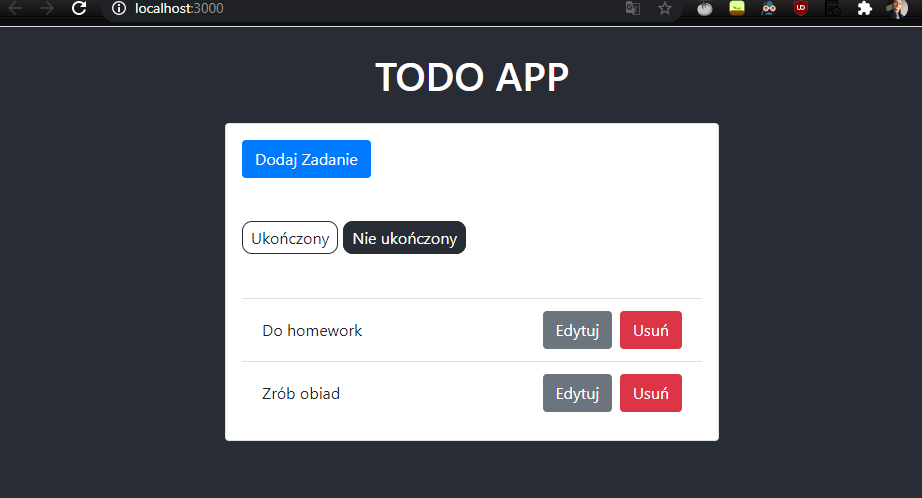 localhost:3000
TODO APP
Dodaj Zadanie
Ukończony Nie ukończony
Do homework Edytuj Usuń
Zrób obiad Edytuj Usuń